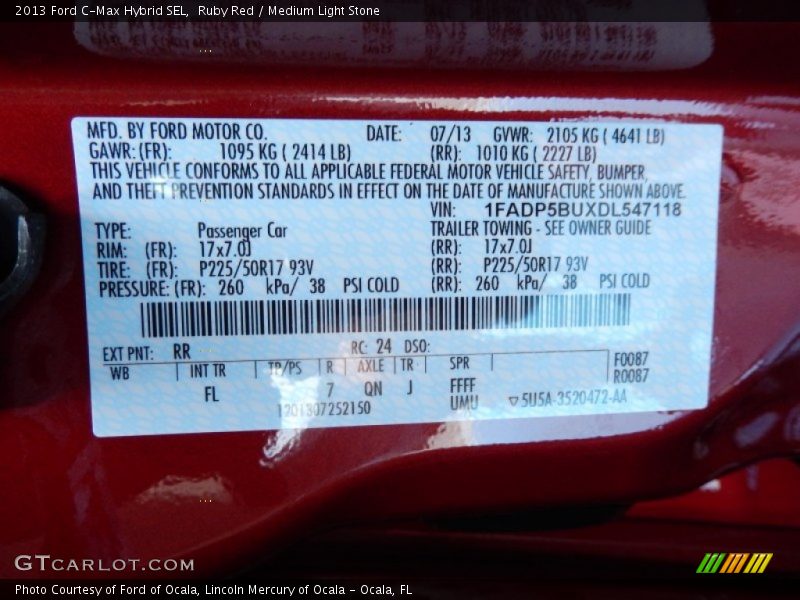 2013 Ford C-Max Hybrid SEL, Ruby Red / Medium Light Stone
MFD. BY FORD MOTOR CO. DATE: 07/13 GVWR: 2105 KG ( 4641 LB)
GAWR:(FR): 1095 KG ( 2414 LB) (RR): 1010 KG ( 2227 LB)
THIS VEHICLE CONFORMS TO ALL APPLICABLE FEDERAL MOTOR VEHICLE SAFETY, BUMPER,
AND THEFT PREVENTION STANDARDS IN EFFECT ON THE DATE OF MANUFACTURE SHOWN ABOVE.
VIN: 1FADP5BUXDL547118
TYPE: Passenger Car TRAILER TOWING - SEE OWNER GUIDE
RIM: (FR): 17x7.0J (RR): 17x7.0J
TIRE: (FR): P225/50R17 93V (RR): P225/50R17 93V
PRESSURE: (FR): 260 kPa/ 38 PSI COLD (RR): 260 kPa/ 38 PSI COLD
EXT PNT: RR RC: 24 DSO:
WB INT TR TP/PS R AXLE TR SPR F0087
R0087
FL 7 QN J FFFF
1201307252150 UMU ▽5U5A-3520472-AA
GTCARLOT.COM
Photo Courtesy of Ford of Ocala, Lincoln Mercury of Ocala - Ocala, FL